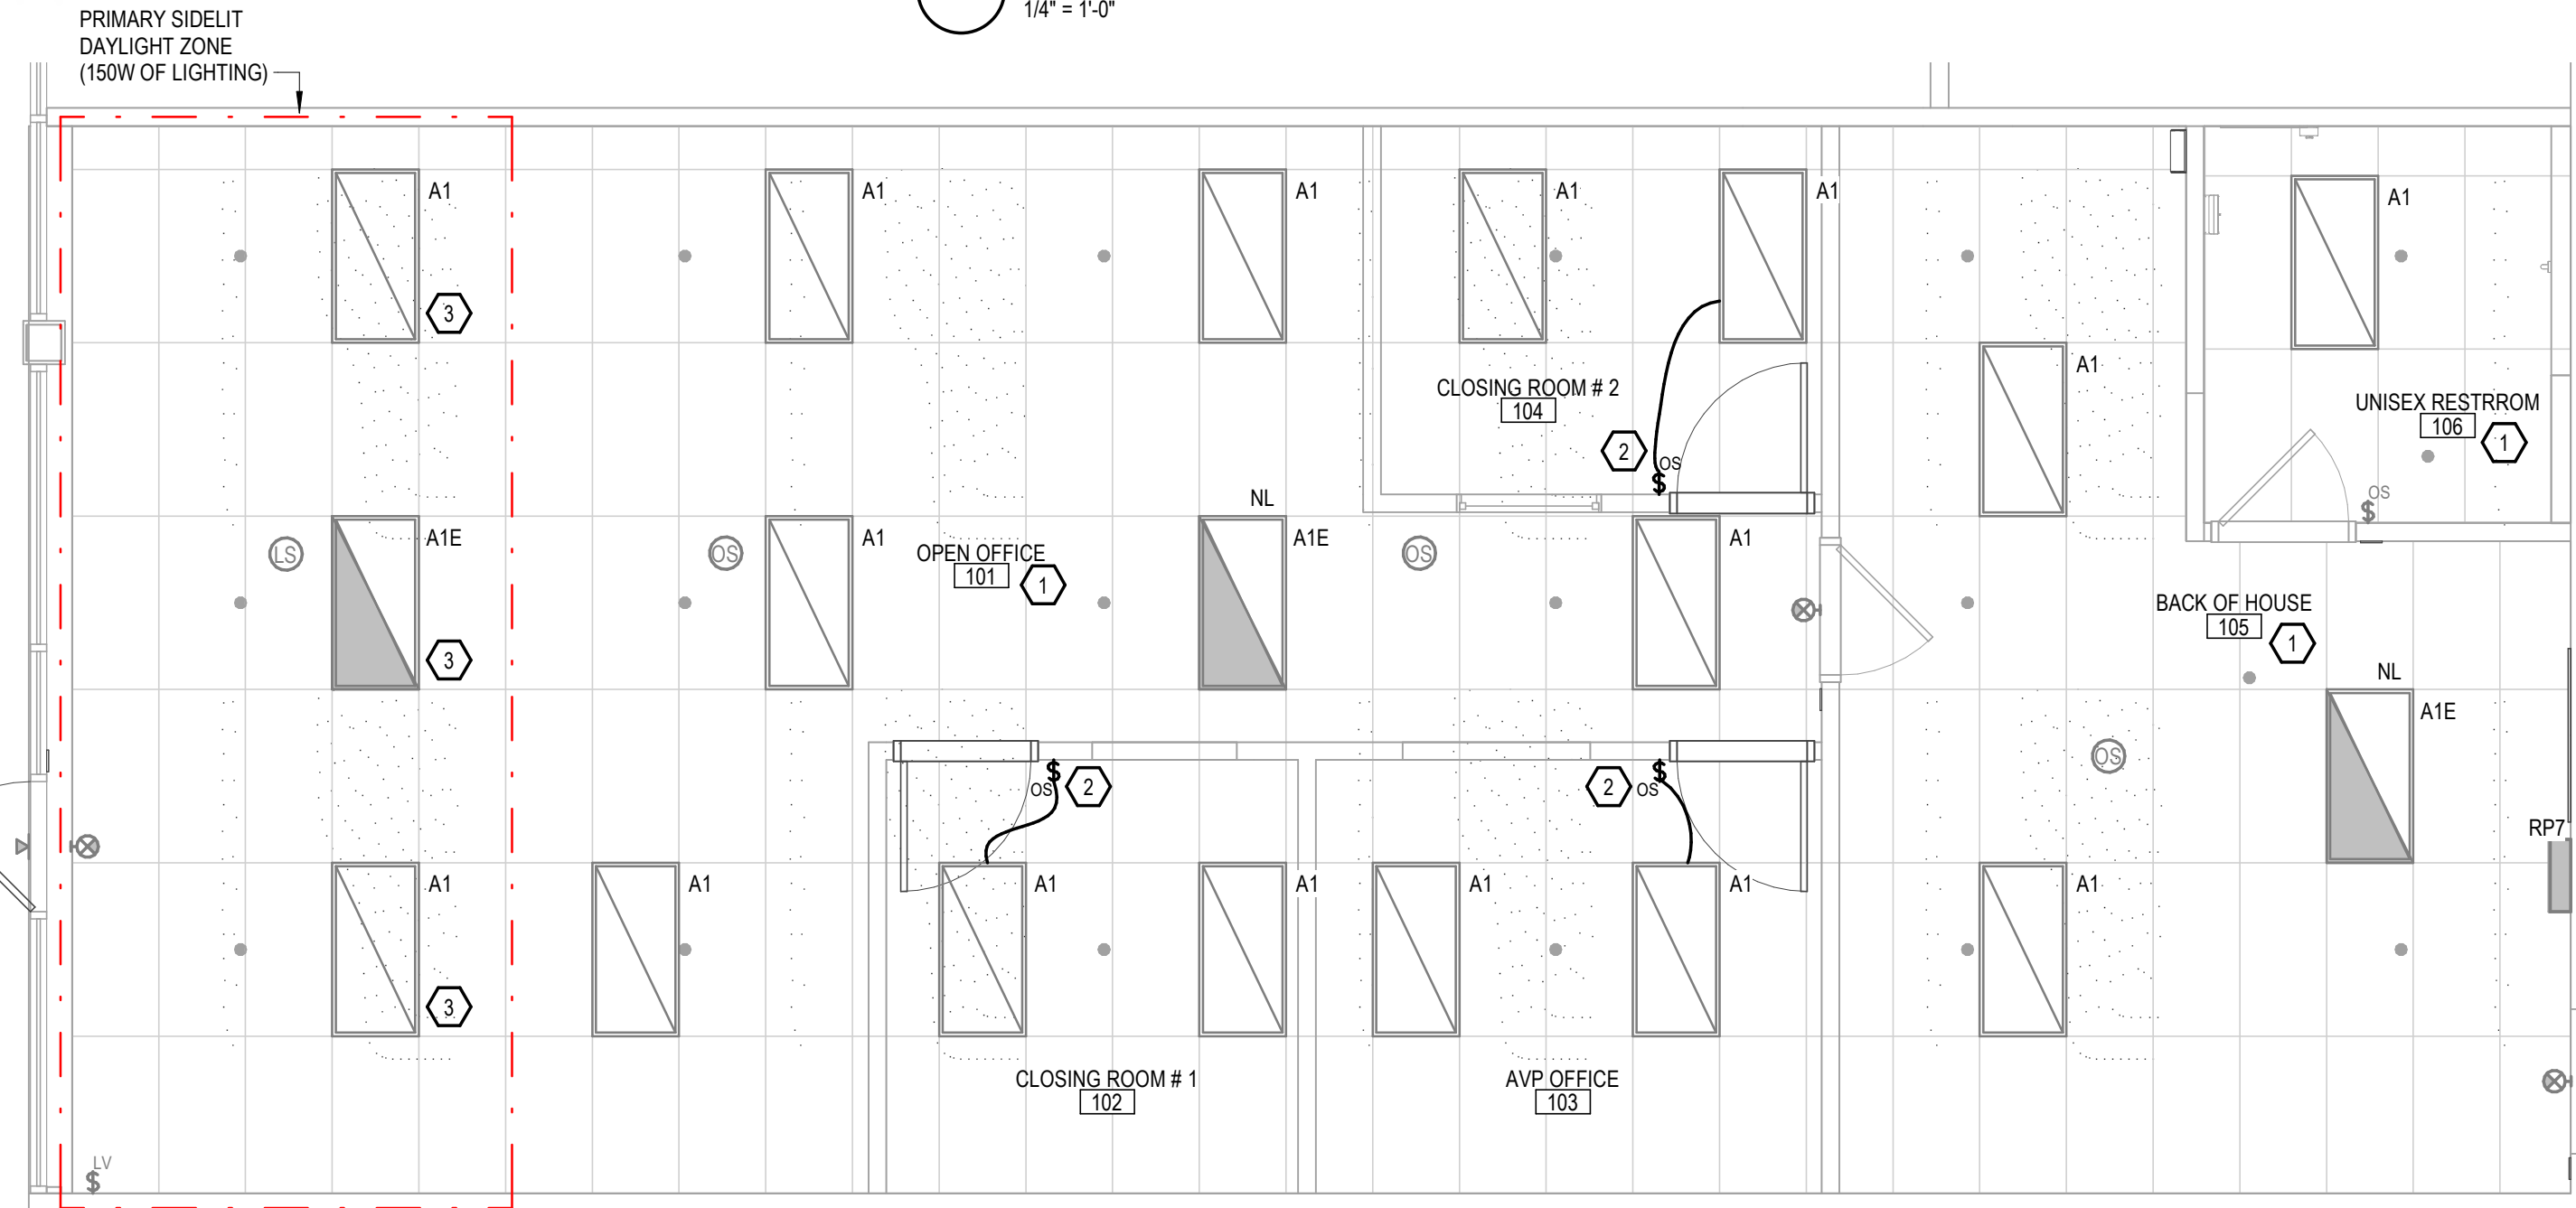 1/4" = 1'-0"
PRIMARY SIDELIT
DAYLIGHT ZONE
(150W OF LIGHTING)
A1
A1
A1
A1
A1
A1
3
A1
CLOSING ROOM # 2
104
UNISEX RESTRROM
106
1
2
OS
$
OS
$
NL
LS
A1E
OS
A1
OPEN OFFICE
101
1
A1E
OS
A1
3
BACK OF HOUSE
105
1
NL
A1E
OS
$
OS
2
$
OS
2
RP7
A1
A1
A1
A1
A1
A1
A1
3
CLOSING ROOM # 1
102
AVP OFFICE
103
LV
$